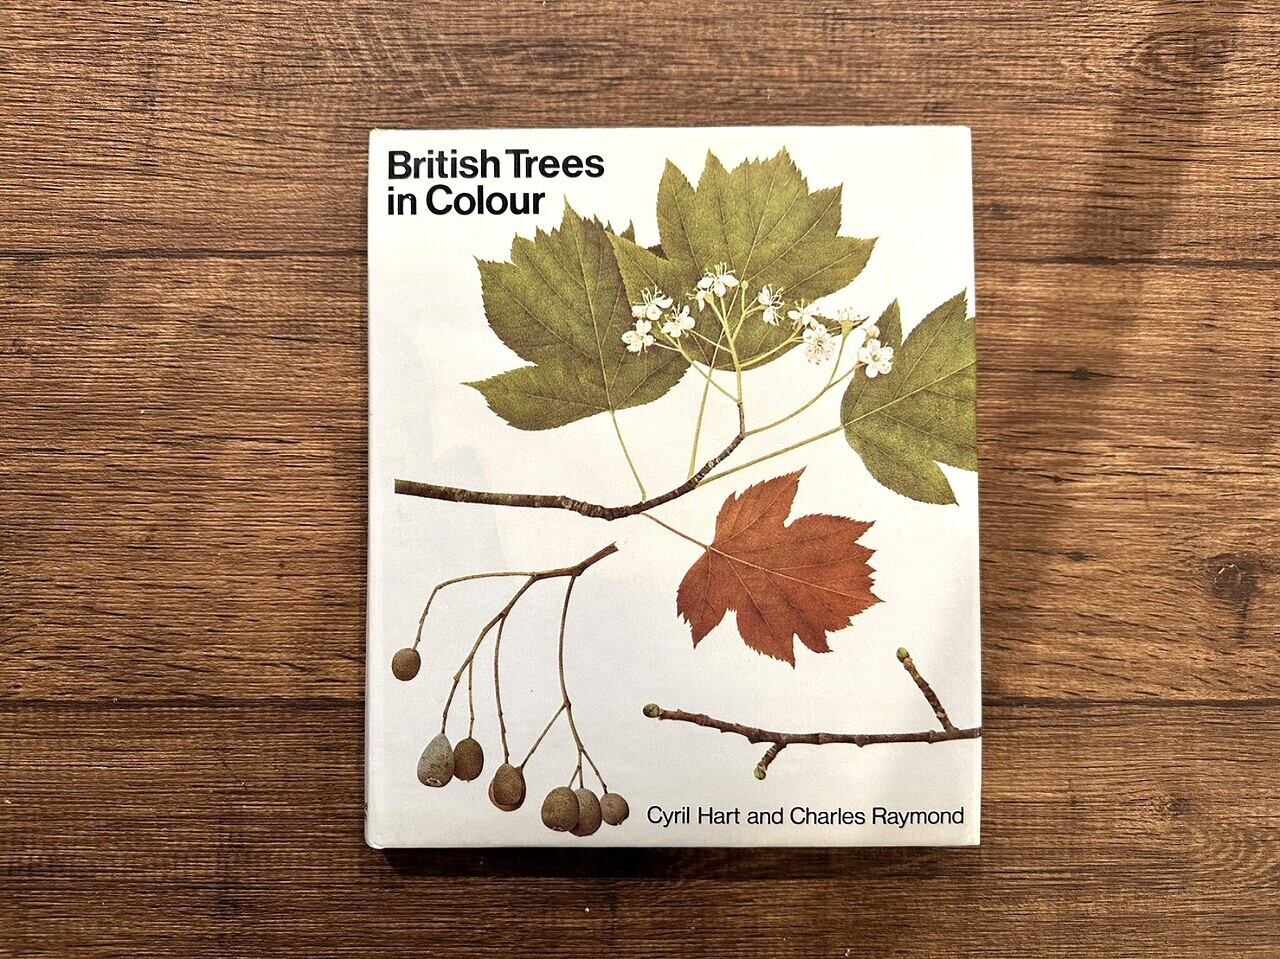 British Trees
in Colour
Cyril Hart and Charles Raymond